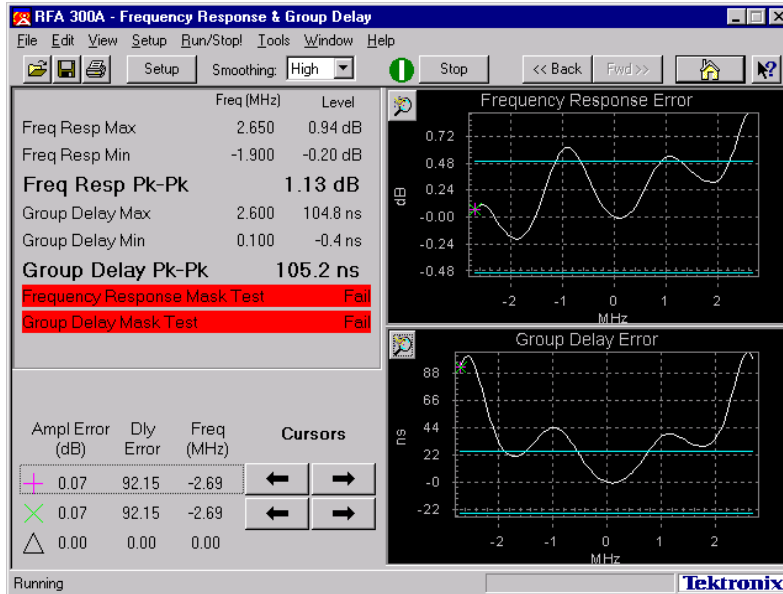 RFA 300A - Frequency Response & Group Delay
File Edit View Setup Run/Stop! Tools Window Help
Setup Smoothing: High Stop << Back Fwd >>
Freq (MHz) Level
Freq Resp Max 2.650 0.94 dB
Freq Resp Min -1.900 -0.20 dB
Freq Resp Pk-Pk 1.13 dB
Group Delay Max 2.600 104.8 ns
Group Delay Min 0.100 -0.4 ns
Group Delay Pk-Pk 105.2 ns
Frequency Response Mask Test Fail
Group Delay Mask Test Fail
Ampl Error (dB) Dly Error Freq (MHz) Cursors
0.07 92.15 -2.69
0.07 92.15 -2.69
0.00 0.00 0.00
Frequency Response Error
dB
0.72
0.48
0.24
-0.00
-0.24
-0.48
-2 -1 0 1 2
MHz
Group Delay Error
ns
88
66
44
22
-0
-22
-2 -1 0 1 2
MHz
Running
Tektronix